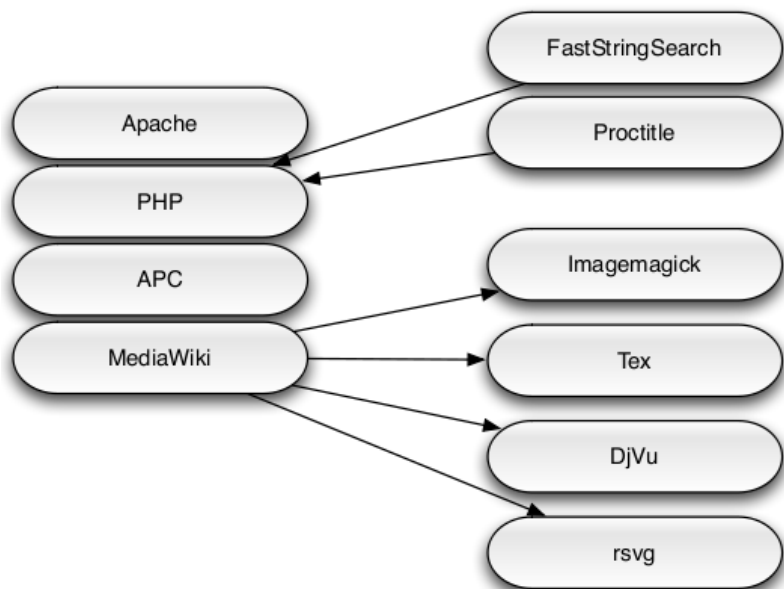 FastStringSearch
Apache
Proctitle
PHP
Imagemagick
APC
MediaWiki
Tex
DjVu
rsvg